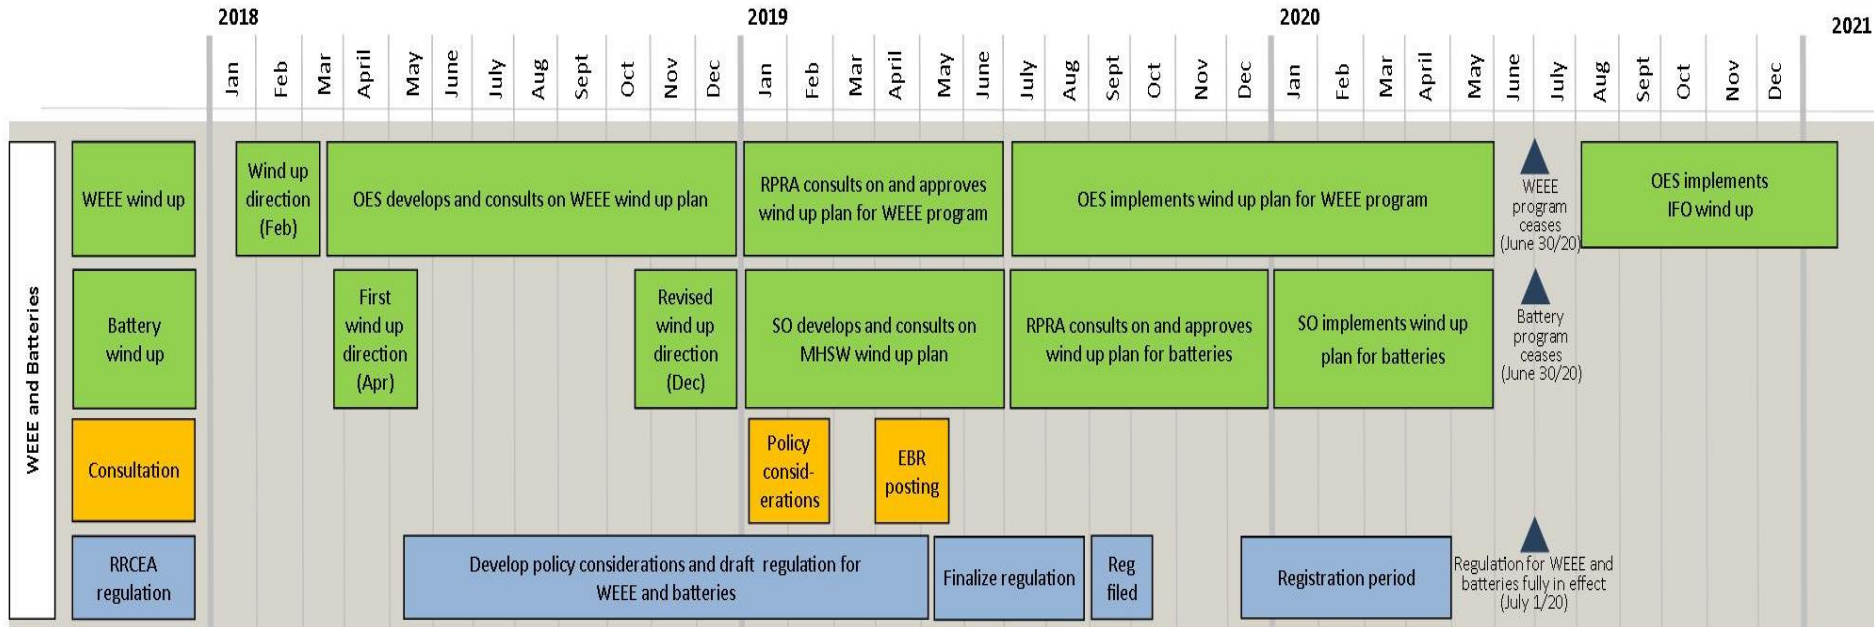 2018
2019
2020
2021
Jan
Feb
Mar
April
May
June
July
Aug
Sept
Oct
Nov
Dec
Jan
Feb
Mar
April
May
June
July
Aug
Sept
Oct
Nov
Dec
Jan
Feb
Mar
April
May
June
July
Aug
Sept
Oct
Nov
Dec
WEEE and Batteries
WEEE wind up
Wind up
direction
(Feb)
OES develops and consults on WEEE wind up plan
RPRA consults on and approves
wind up plan for WEEE program
OES implements wind up plan for WEEE program
WEEE
program
ceases
(June 30/20)
OES implements
IFO wind up
Battery
wind up
First
wind up
direction
(Apr)
Revised
wind up
direction
(Dec)
SO develops and consults on
MHSW wind up plan
RPRA consults on and approves
wind up plan for batteries
SO implements wind up
plan for batteries
Battery
program
ceases
(June 30/20)
Consultation
Policy
consid-
erations
EBR
posting
RRCEA
regulation
Develop policy considerations and draft regulation for
WEEE and batteries
Finalize regulation
Reg
filed
Registration period
Regulation for WEEE and
batteries fully in effect
(July 1/20)